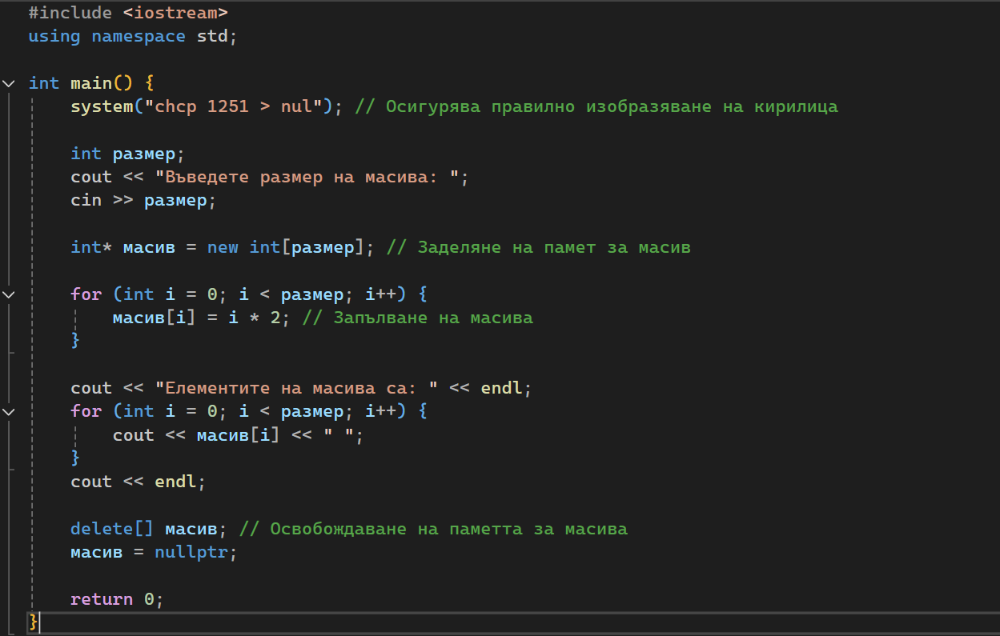 #include <iostream>
using namespace std;
int main() {
system("chcp 1251 > nul"); // Осигурява правилно изобразяване на кирилица
int размер;
cout << "Въведете размер на масива: ";
cin >> размер;
int* масив = new int[размер]; // Заделяне на памет за масив
for (int i = 0; i < размер; i++) {
масив[i] = i * 2; // Запълване на масива
}
cout << "Елементите на масива са: " << endl;
for (int i = 0; i < размер; i++) {
cout << масив[i] << " ";
}
cout << endl;
delete[] масив; // Освобождаване на паметта за масива
масив = nullptr;
return 0;
}